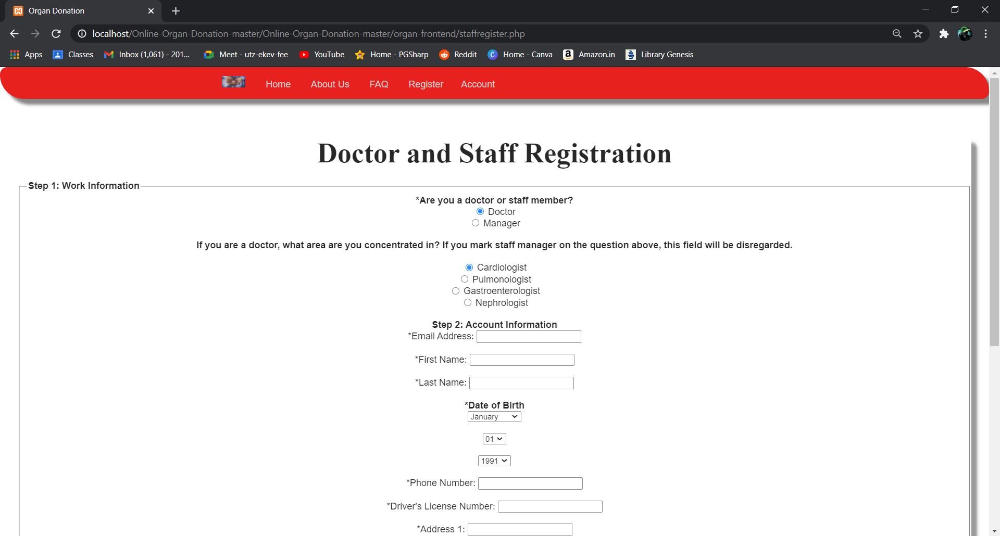 Organ Donation
localhost/Online-Organ-Donation-master/Online-Organ-Donation-master/organ-frontend/staffregister.php
Apps Classes Inbox (1,061) - 201... Meet - utz-ekev-fee YouTube Home - PGSharp Reddit Home - Canva Amazon.in Library Genesis
Home About Us FAQ Register Account
Doctor and Staff Registration
Step 1: Work Information
*Are you a doctor or staff member?
Doctor
Manager
If you are a doctor, what area are you concentrated in? If you mark staff manager on the question above, this field will be disregarded.
Cardiologist
Pulmonologist
Gastroenterologist
Nephrologist
Step 2: Account Information
*Email Address:
*First Name:
*Last Name:
*Date of Birth
January
01
1991
*Phone Number:
*Driver's License Number:
*Address 1: